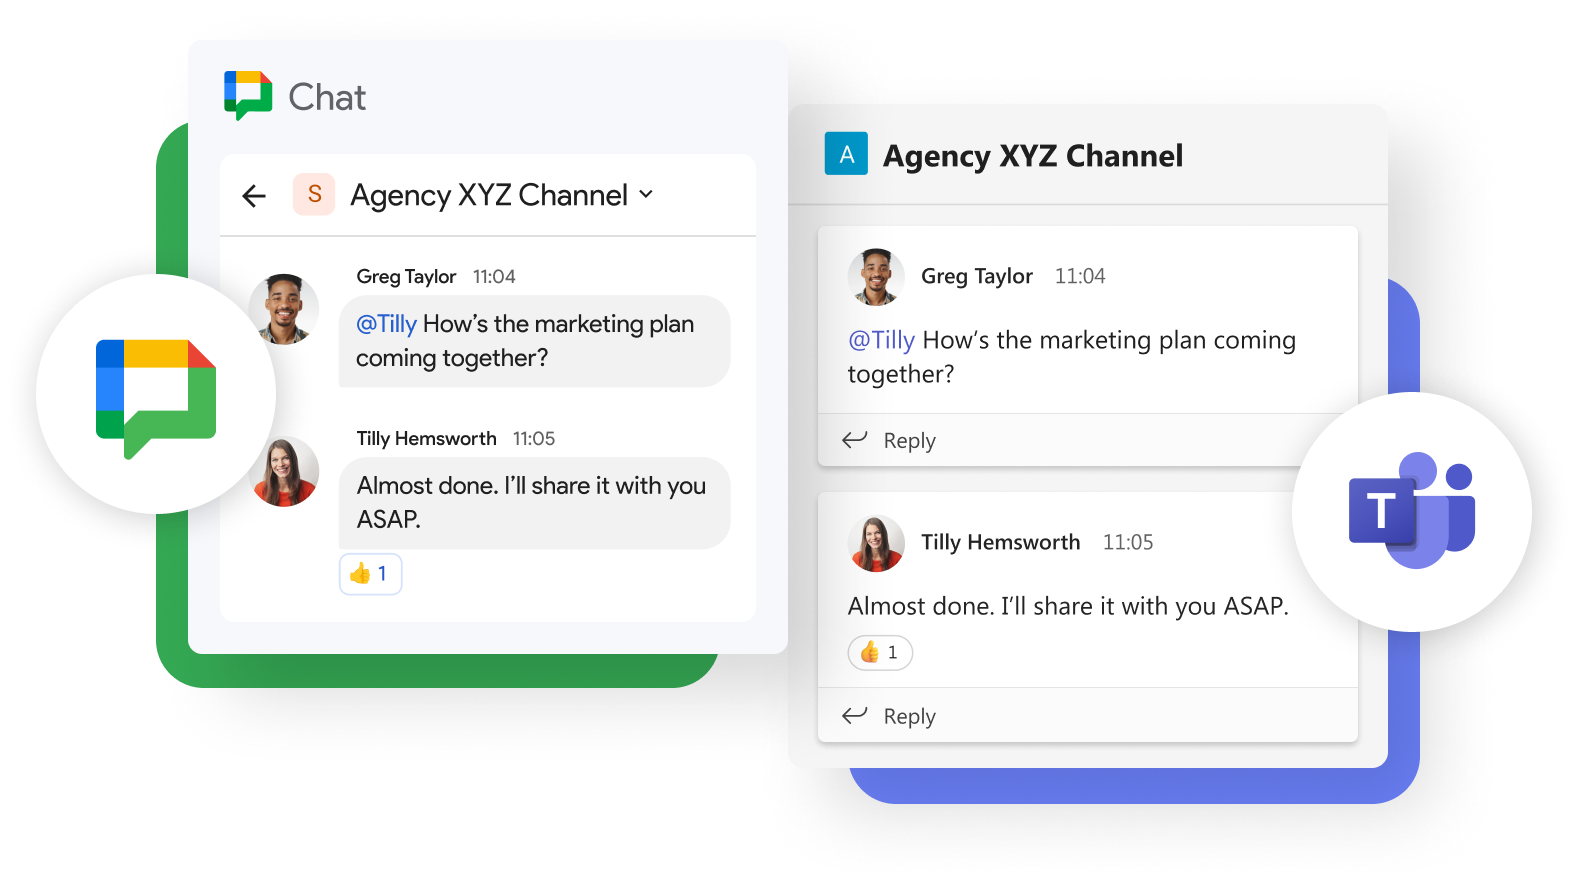 Chat
S
Agency XYZ Channel
Greg Taylor 11:04
@Tilly How’s the marketing plan
coming together?
Tilly Hemsworth 11:05
Almost done. I’ll share it with you
ASAP.
👍 1
A
Agency XYZ Channel
Greg Taylor 11:04
@Tilly How’s the marketing plan coming
together?
Reply
Tilly Hemsworth 11:05
Almost done. I’ll share it with you ASAP.
👍 1
Reply
T